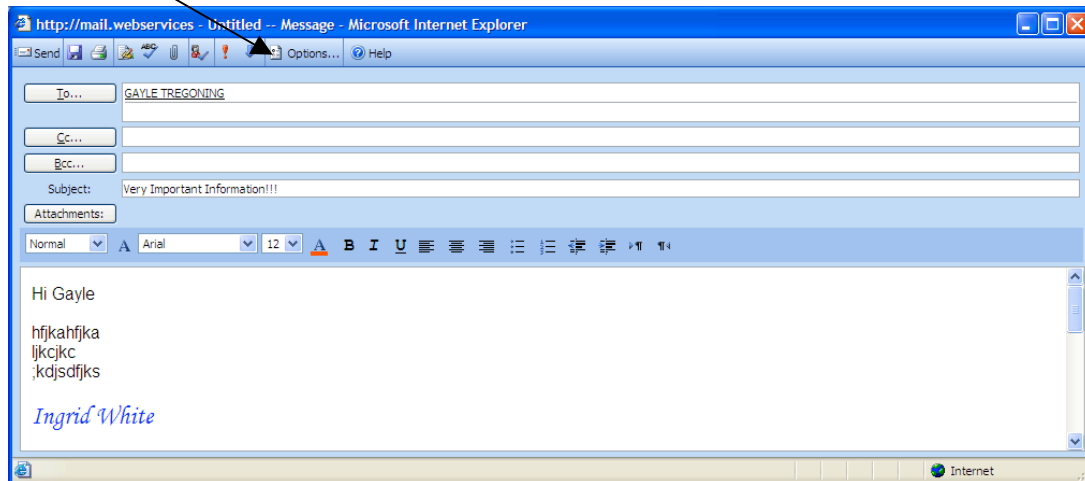 http://mail.webservices - Untitled -- Message - Microsoft Internet Explorer
Send ABC Options... Help
To... GAYLE TREGONING
Cc...
Bcc...
Subject: Very Important Information!!!
Attachments:
Normal A Arial 12 A B I U
Hi Gayle
hfjkahfjka
ljkcjkc
;kdjsdfjks
Ingrid White
Internet